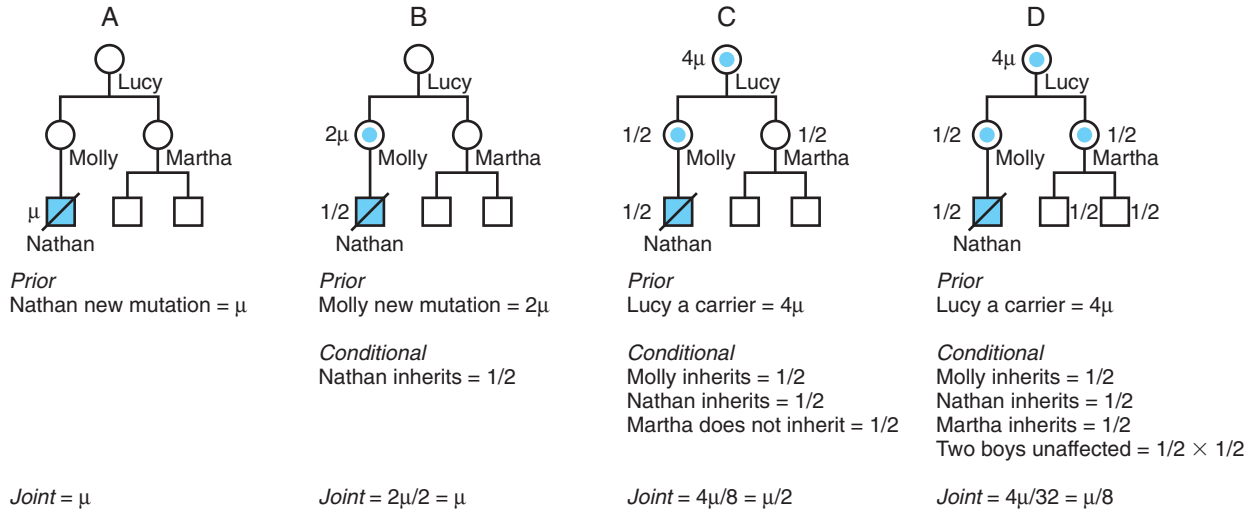 A
Lucy
Molly
Martha
μ
Nathan
Prior
Nathan new mutation = μ
Joint = μ
B
Lucy
2μ
Molly
Martha
1/2
Nathan
Prior
Molly new mutation = 2μ
Conditional
Nathan inherits = 1/2
Joint = 2μ/2 = μ
C
4μ
Lucy
1/2
1/2
Molly
Martha
1/2
Nathan
Prior
Lucy a carrier = 4μ
Conditional
Molly inherits = 1/2
Nathan inherits = 1/2
Martha does not inherit = 1/2
Joint = 4μ/8 = μ/2
D
4μ
Lucy
1/2
1/2
Molly
Martha
1/2
1/2
1/2
Nathan
Prior
Lucy a carrier = 4μ
Conditional
Molly inherits = 1/2
Nathan inherits = 1/2
Martha inherits = 1/2
Two boys unaffected = 1/2 × 1/2
Joint = 4μ/32 = μ/8